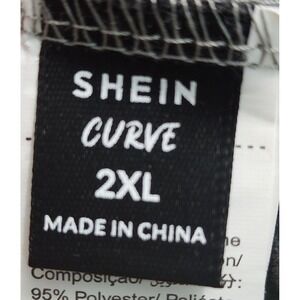 SHEIN
CURVE
2XL
MADE IN CHINA
Composição/
95% Polyester/